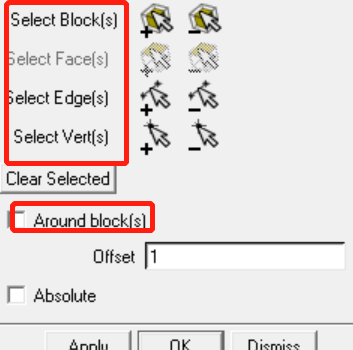 Select Block(s)
Select Face(s)
Select Edge(s)
Select Vert(s)
Clear Selected
Around block(s)
Offset 1
Absolute
Apply OK Dismiss